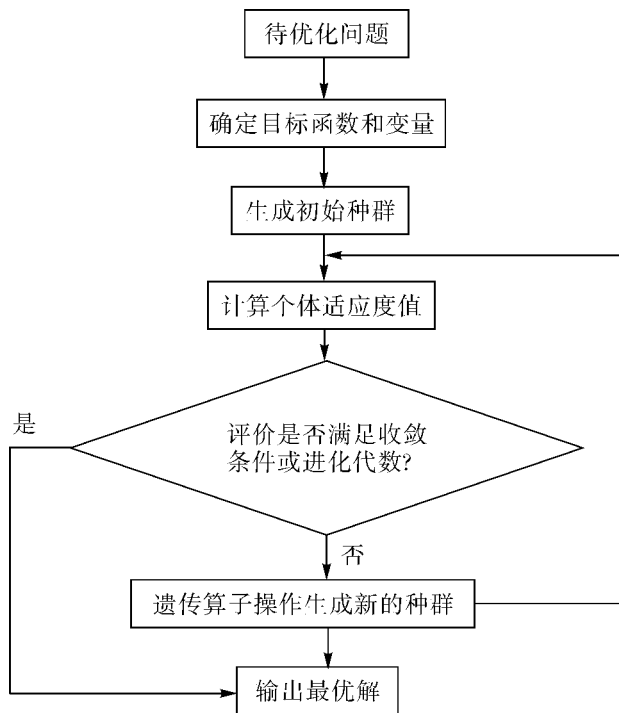 待优化问题
确定目标函数和变量
生成初始种群
计算个体适应度值
是
评价是否满足收敛
条件或进化代数?
否
遗传算子操作生成新的种群
输出最优解